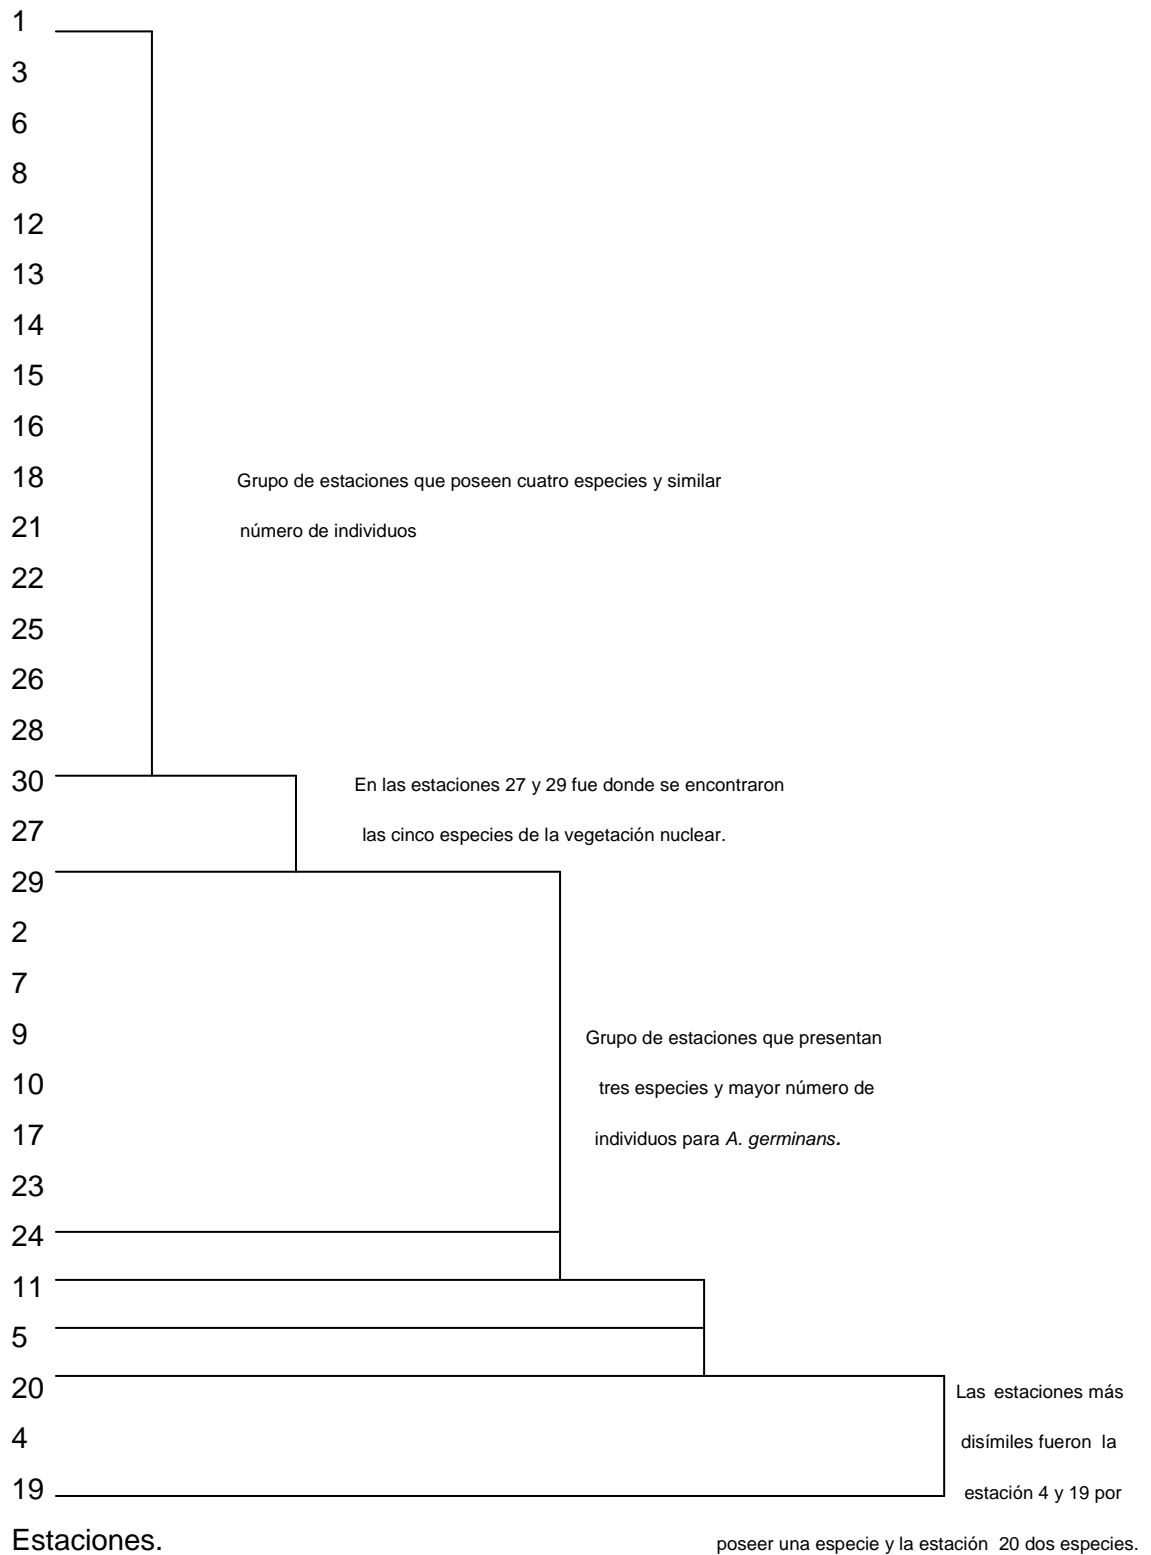 1
3
6
8
12
13
14
15
16
18
Grupo de estaciones que poseen cuatro especies y similar
21
número de individuos
22
25
26
28
30
En las estaciones 27 y 29 fue donde se encontraron
27
las cinco especies de la vegetación nuclear.
29
2
7
9
Grupo de estaciones que presentan
10
tres especies y mayor número de
17
individuos para A. germinans.
23
24
11
5
20
Las estaciones más
4
disímiles fueron la
19
estación 4 y 19 por
Estaciones.
poseer una especie y la estación 20 dos especies.